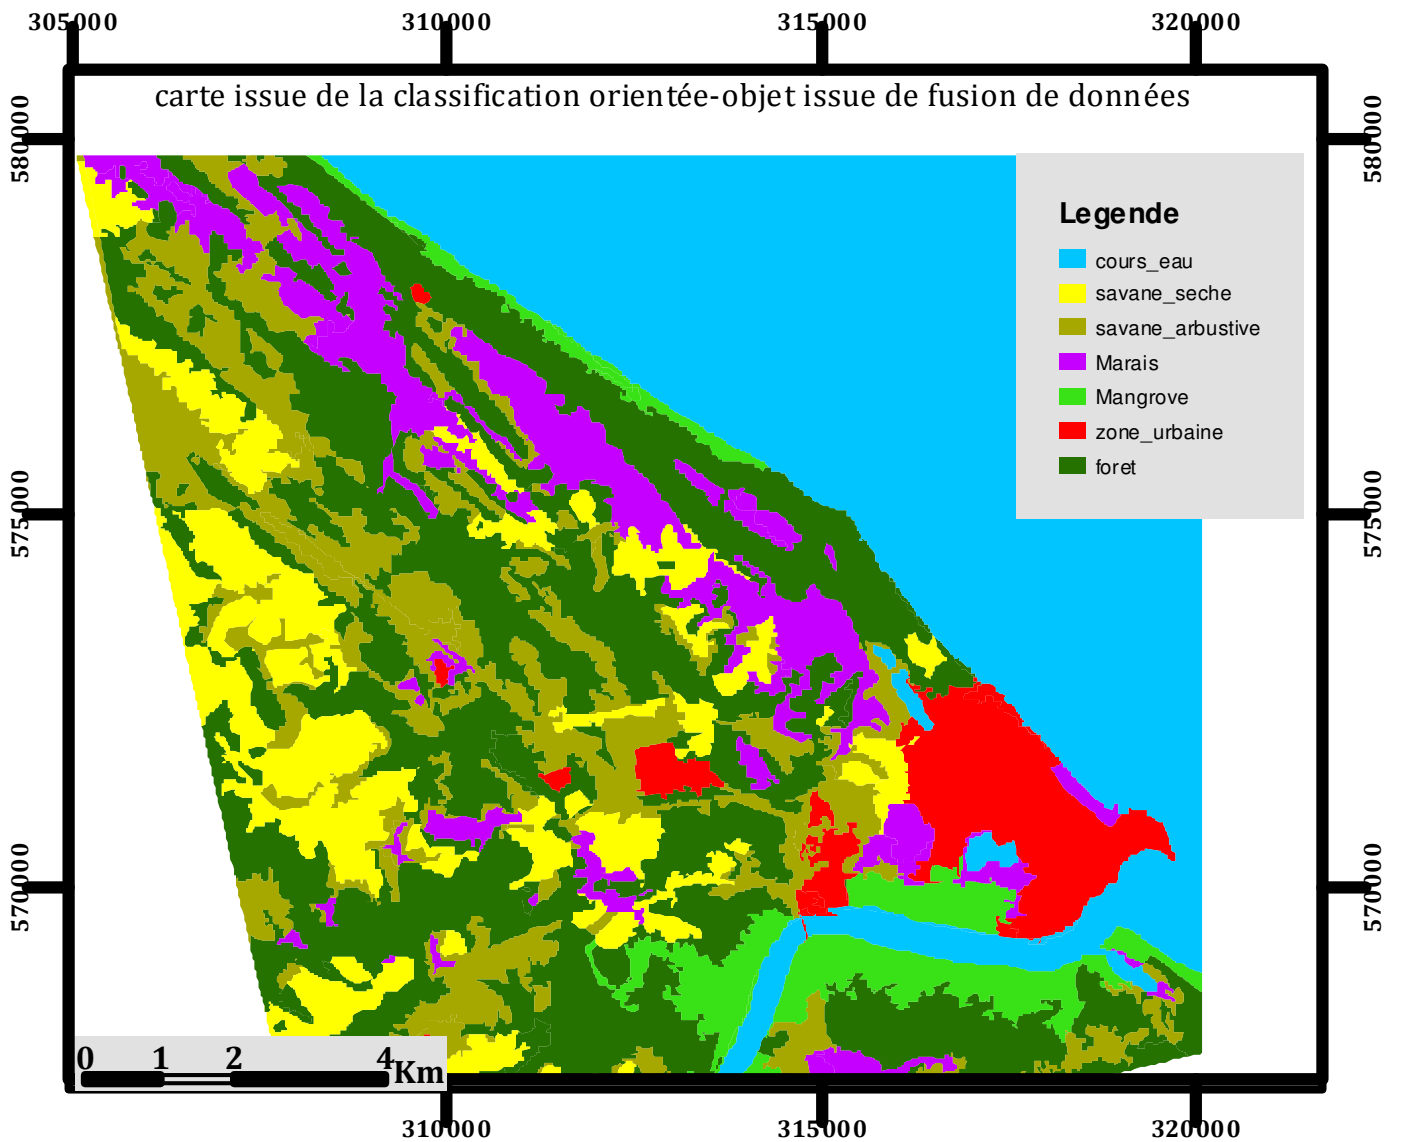 305000 310000 315000 320000
carte issue de la classification orientée-objet issue de fusion de données
580000 580000
Legende
cours_eau
savane_seche
savane_arbustive
Marais
Mangrove
zone_urbaine
foret
575000 575000
570000 570000
0 1 2 4 Km
310000 315000 320000